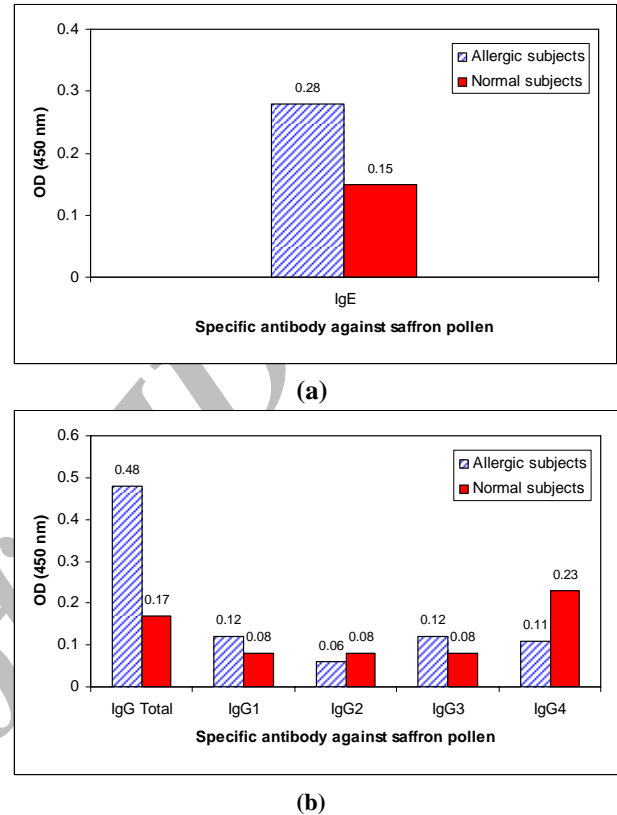 0.4
0.3
0.2
0.1
0
OD (450 nm)
0.28
0.15
Allergic subjects
Normal subjects
IgE
Specific antibody against saffron pollen
(a)
0.6
0.5
0.4
0.3
0.2
0.1
0
OD (450 nm)
0.48
0.17
0.12
0.08
0.06
0.08
0.12
0.08
0.11
0.23
Allergic subjects
Normal subjects
IgG Total IgG1 IgG2 IgG3 IgG4
Specific antibody against saffron pollen
(b)